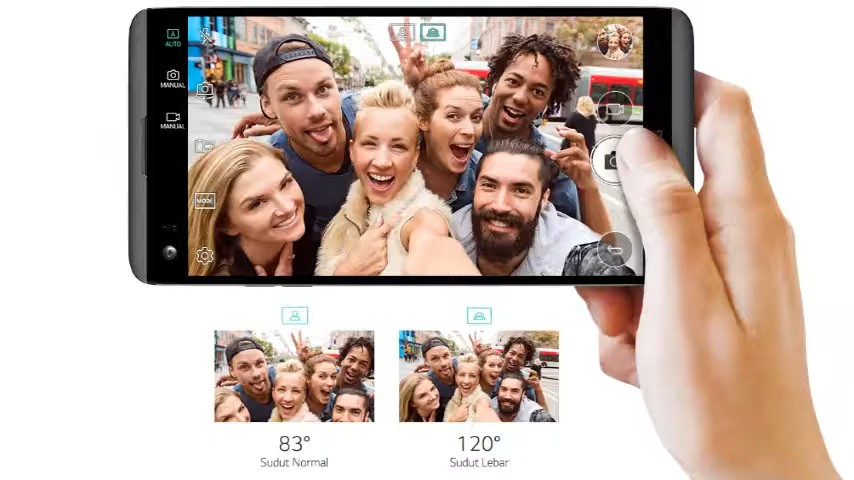 AUTO
MANUAL
MANUAL
MODE
83°
Sudut Normal
120°
Sudut Lebar